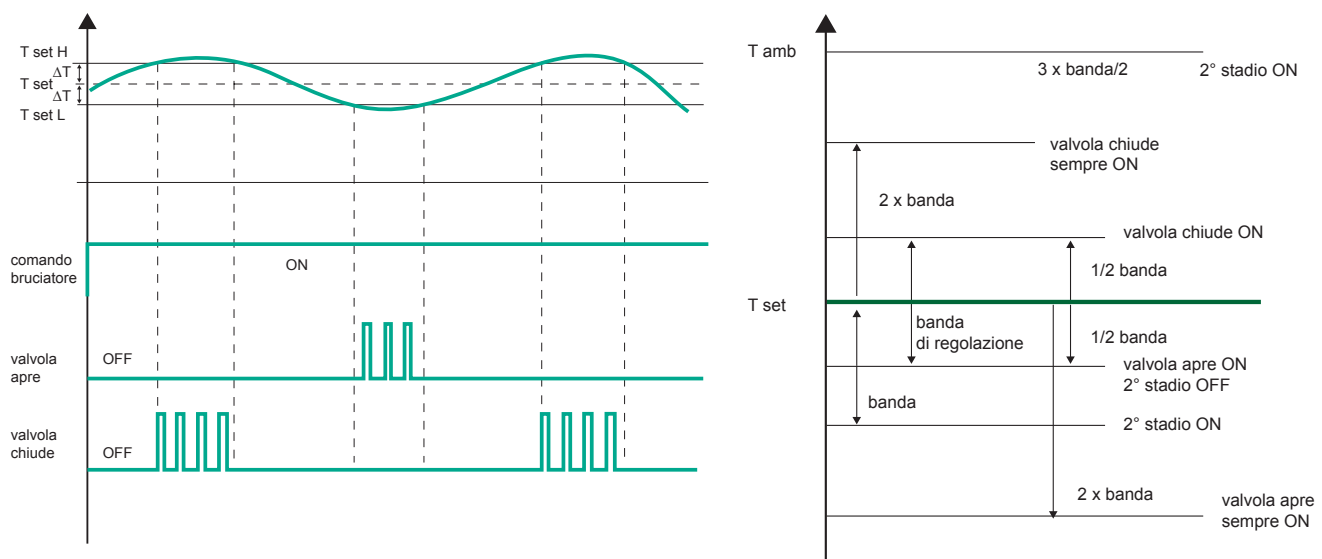 T set H
ΔT
T set
ΔT
T set L
comando
bruciatore
ON
valvola
apre
OFF
valvola
chiude
OFF
T amb
3 x banda/2
2° stadio ON
valvola chiude
sempre ON
2 x banda
valvola chiude ON
1/2 banda
T set
banda
di regolazione
1/2 banda
valvola apre ON
2° stadio OFF
banda
2° stadio ON
2 x banda
valvola apre
sempre ON